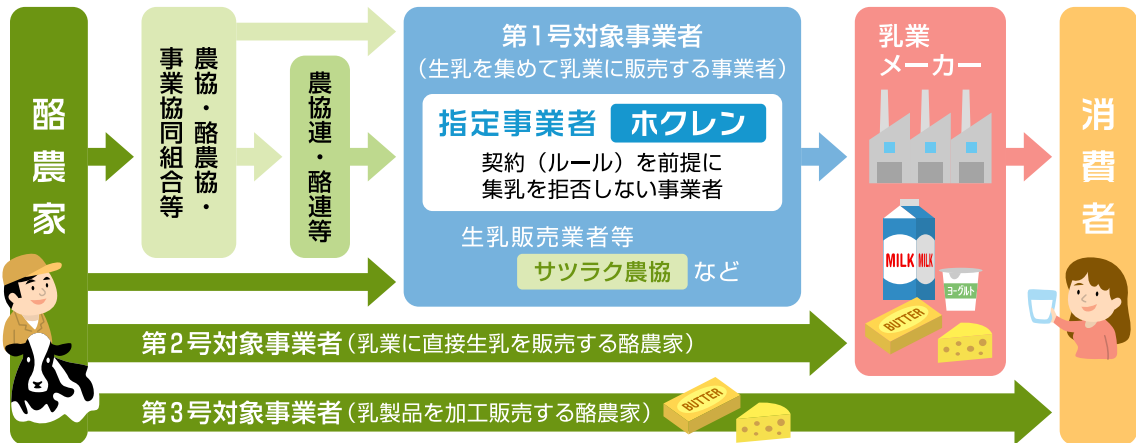 酪農家
農協・酪農協・
事業協同組合等
農協連・酪連等
第1号対象事業者
（生乳を集めて乳業に販売する事業者）
指定事業者 ホクレン
契約（ルール）を前提に
集乳を拒否しない事業者
生乳販売業者等
サツラク農協 など
乳業
メーカー
MILK MILK
ヨーグルト
BUTTER
消費者
第2号対象事業者（乳業に直接生乳を販売する酪農家）
第3号対象事業者（乳製品を加工販売する酪農家）
BUTTER